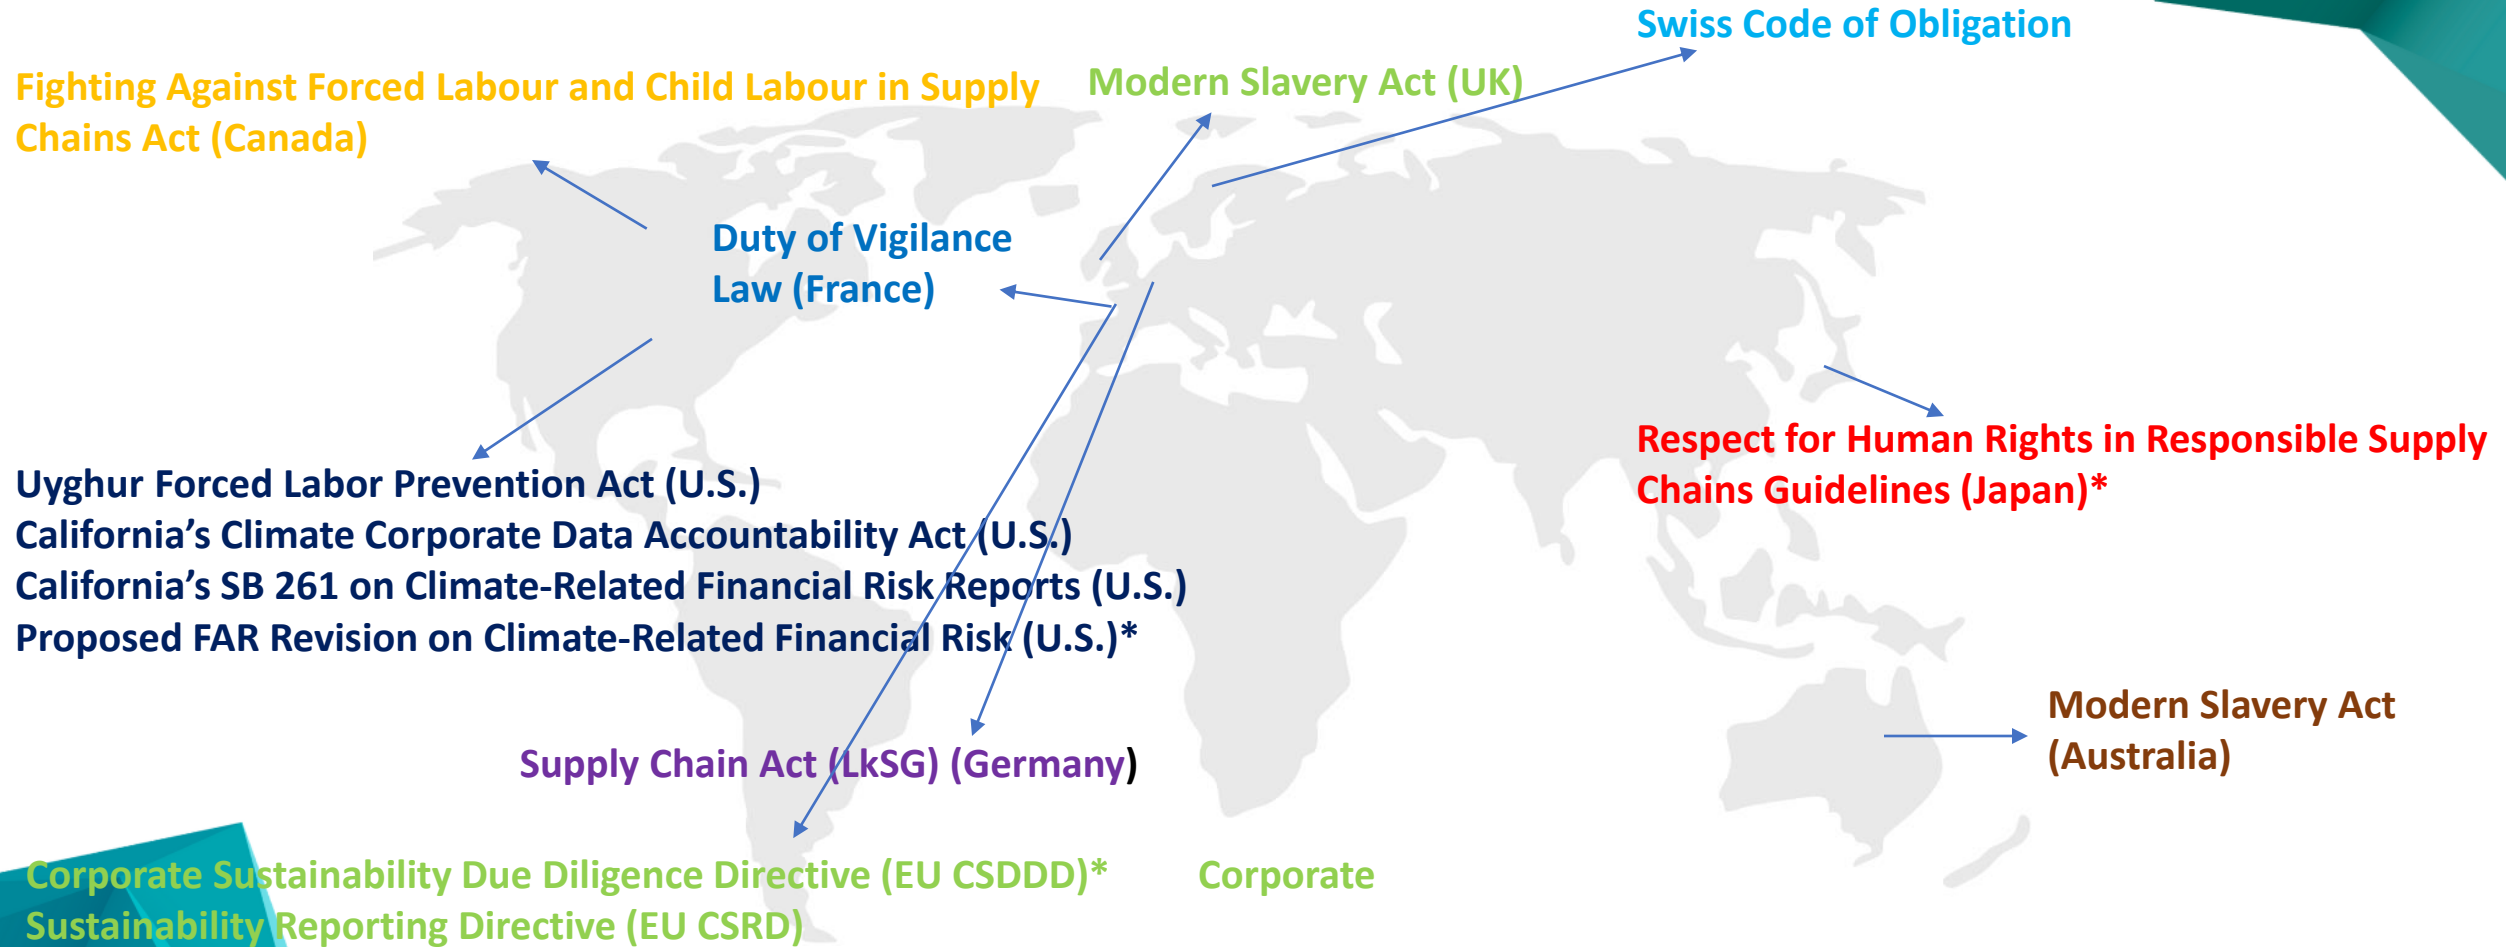 Swiss Code of Obligation
Fighting Against Forced Labour and Child Labour in Supply
Chains Act (Canada)
Modern Slavery Act (UK)
Duty of Vigilance
Law (France)
Respect for Human Rights in Responsible Supply
Chains Guidelines (Japan)*
Uyghur Forced Labor Prevention Act (U.S.)
California’s Climate Corporate Data Accountability Act (U.S.)
California’s SB 261 on Climate-Related Financial Risk Reports (U.S.)
Proposed FAR Revision on Climate-Related Financial Risk (U.S.)*
Modern Slavery Act
(Australia)
Supply Chain Act (LkSG) (Germany)
Corporate Sustainability Due Diligence Directive (EU CSDDD)* Corporate
Sustainability Reporting Directive (EU CSRD)